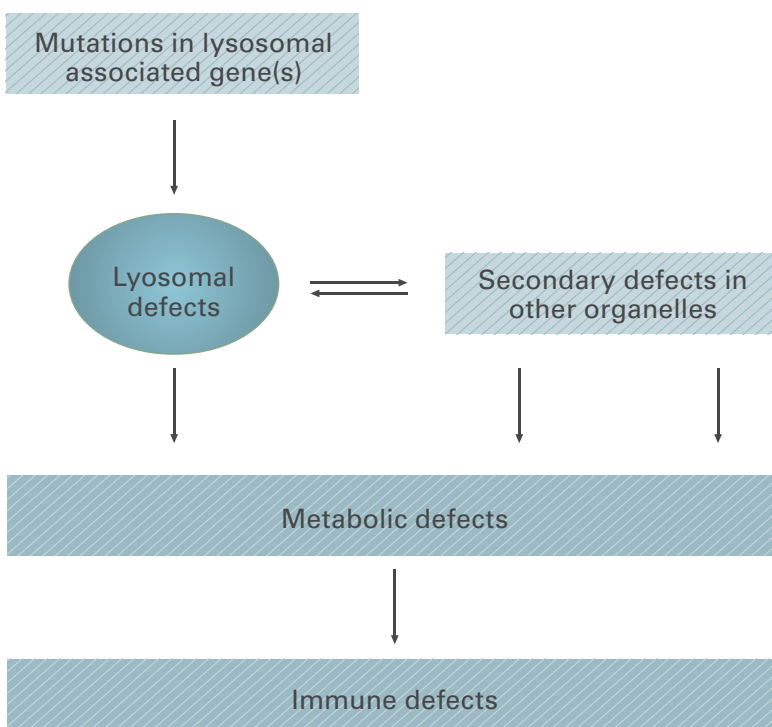 Mutations in lysosomal
associated gene(s)
Lyosomal
defects
Secondary defects in
other organelles
Metabolic defects
Immune defects